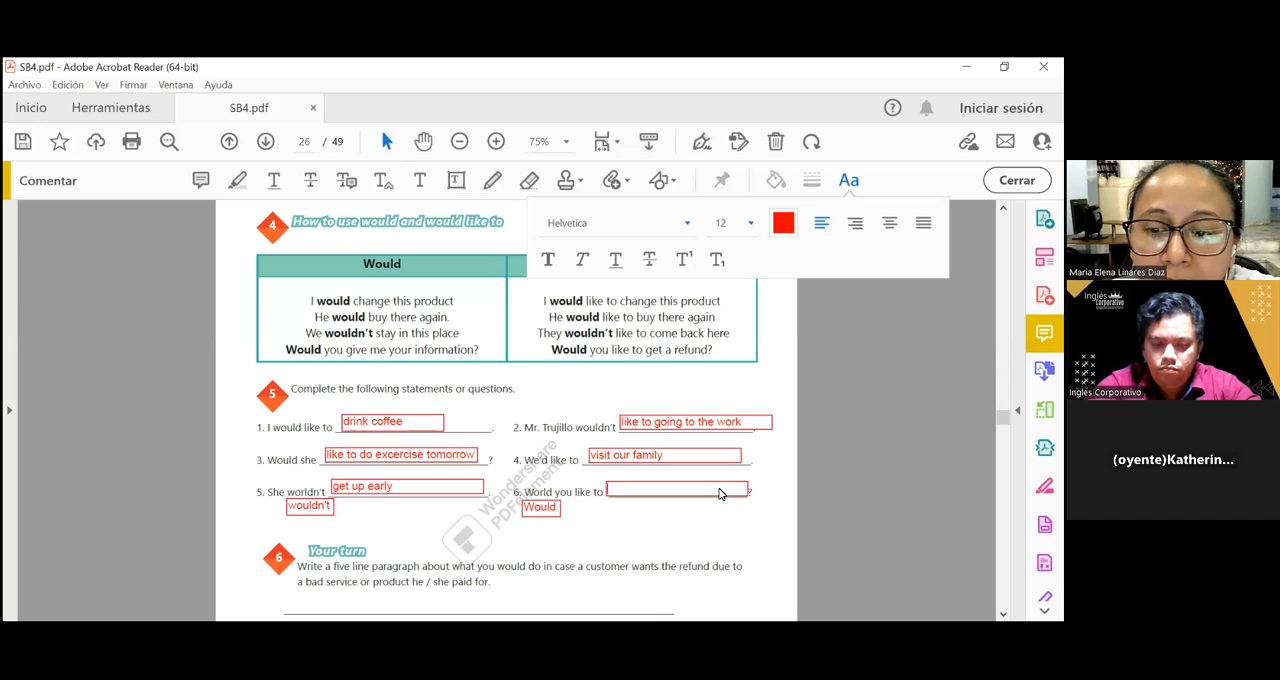 SB4.pdf - Adobe Acrobat Reader (64-bit)
Archivo Edición Ver Firmar Ventana Ayuda
Inicio Herramientas SB4.pdf × Iniciar sesión
26 / 49 75%
Comentar Cerrar
Helvetica 12
4 How to use would and would like to
Would
I would change this product
He would buy there again.
We wouldn't stay in this place
Would you give me your information?
I would like to change this product
He would like to buy there again
They wouldn't like to come back here
Would you like to get a refund?
5 Complete the following statements or questions.
1. I would like to drink coffee.
2. Mr. Trujillo wouldn't like to going to the work.
3. Would she like to do excercise tomorrow?
4. We'd like to visit our family.
5. She worldn't get up early.
wouldn't
6. World you like to ?
Would
Wondershare
PDFelement
6 Your turn
Write a five line paragraph about what you would do in case a customer wants the refund due to
a bad service or product he / she paid for.
Maria Elena Linares Diaz
Inglés
Corporativo
Inglés Corporativo
(oyente)Katherin...